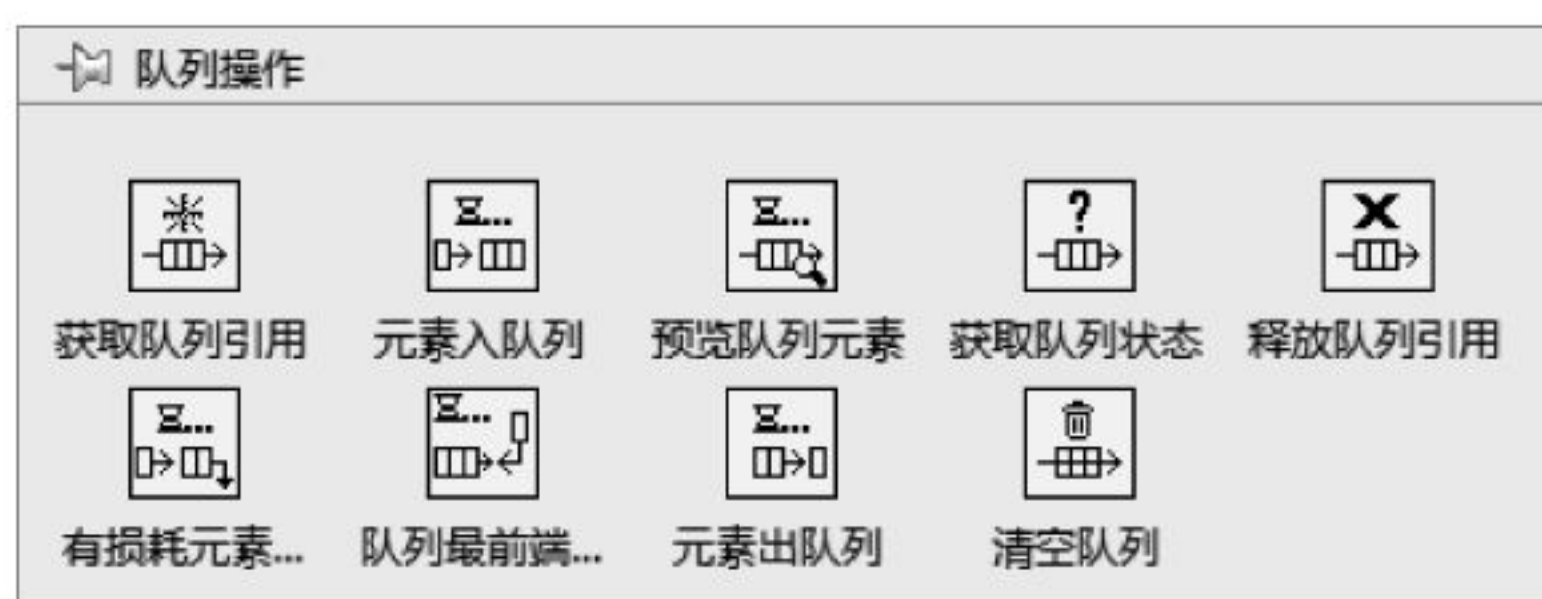 队列操作
获取队列引用 元素入队列 预览队列元素 获取队列状态 释放队列引用
有损耗元素... 队列最前端... 元素出队列 清空队列